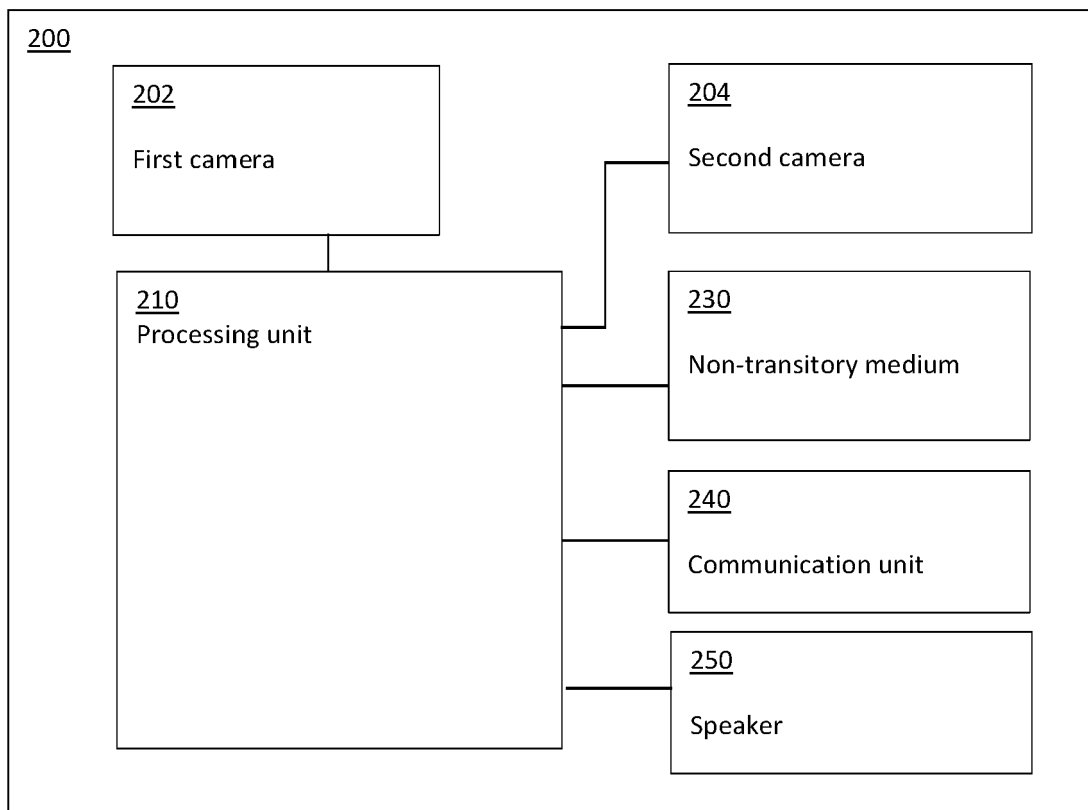 200
202
First camera
204
Second camera
210
Processing unit
230
Non-transitory medium
240
Communication unit
250
Speaker